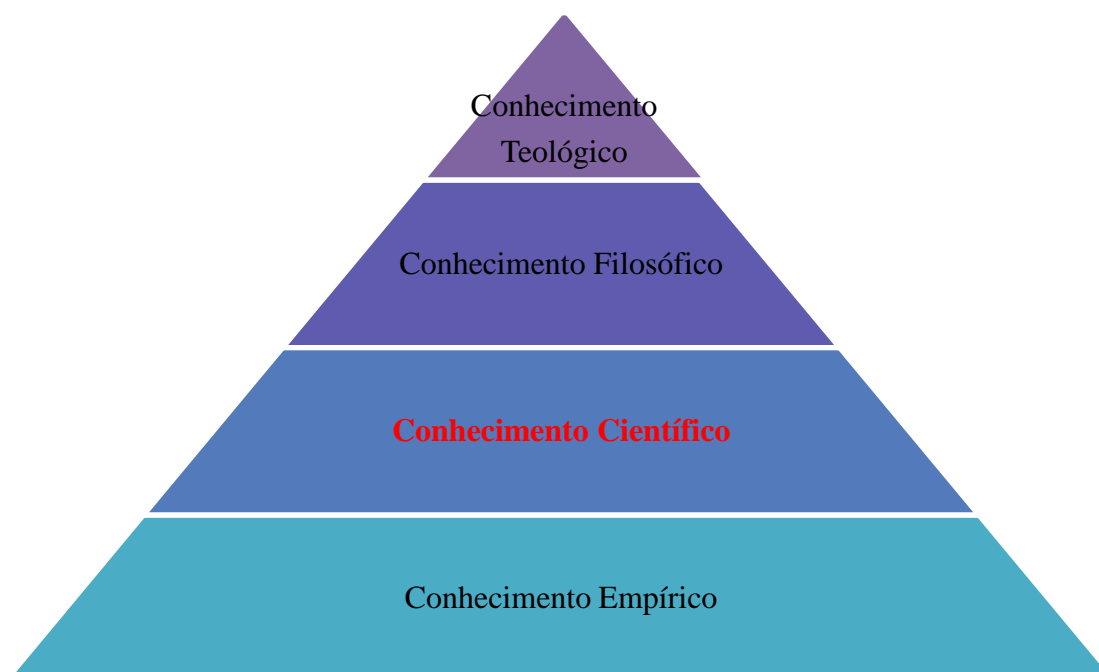 Conhecimento
Teológico
Conhecimento Filosófico
Conhecimento Científico
Conhecimento Empírico